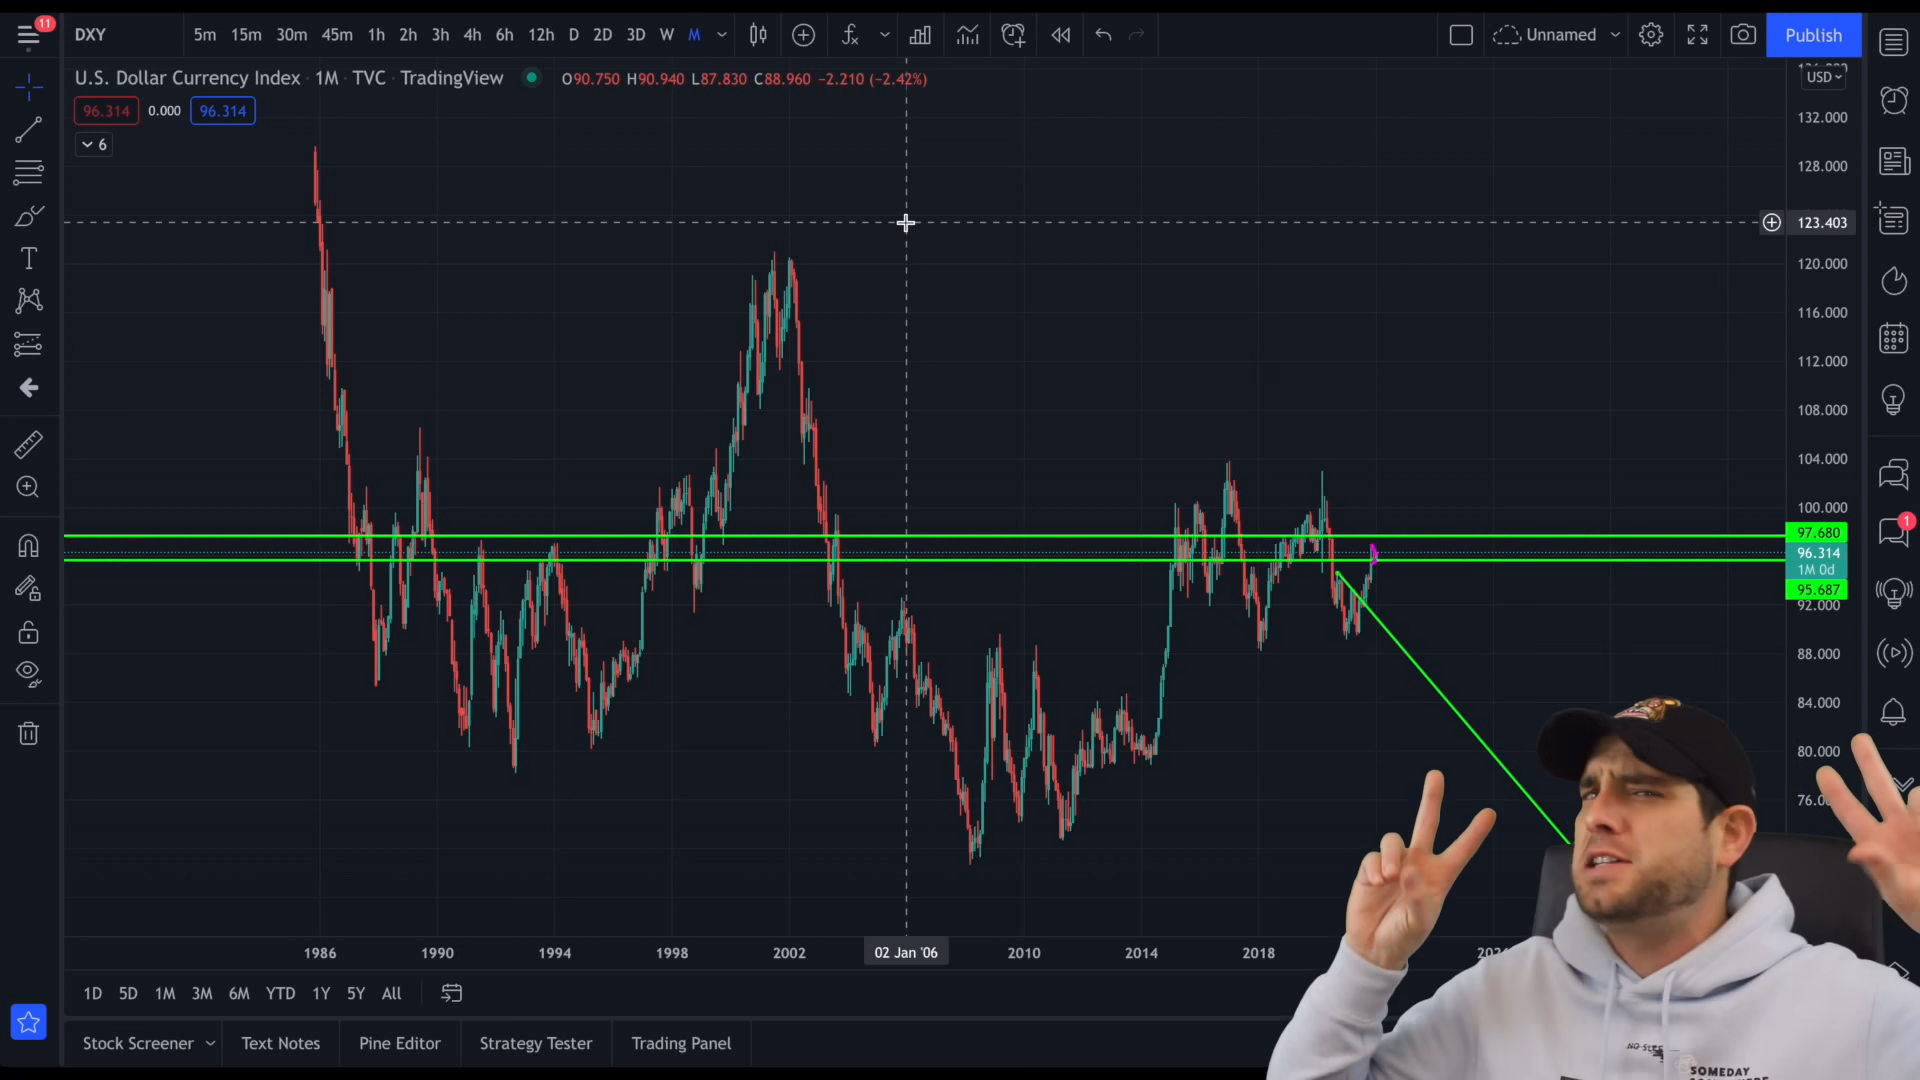 11
DXY
5m 15m 30m 45m 1h 2h 3h 4h 6h 12h D 2D 3D W M
Unnamed
Publish
U.S. Dollar Currency Index · 1M · TVC · TradingView
O90.750 H90.940 L87.830 C88.960 −2.210 (−2.42%)
USD
96.314 0.000 96.314
6
132.000
128.000
123.403
120.000
116.000
112.000
108.000
104.000
100.000
97.680
96.314
1M 0d
95.687
92.000
88.000
84.000
80.000
1
1986 1990 1994 1998 2002 02 Jan '06 2010 2014 2018
1D 5D 1M 3M 6M YTD 1Y 5Y All
Stock Screener Text Notes Pine Editor Strategy Tester Trading Panel
SOMEDAY